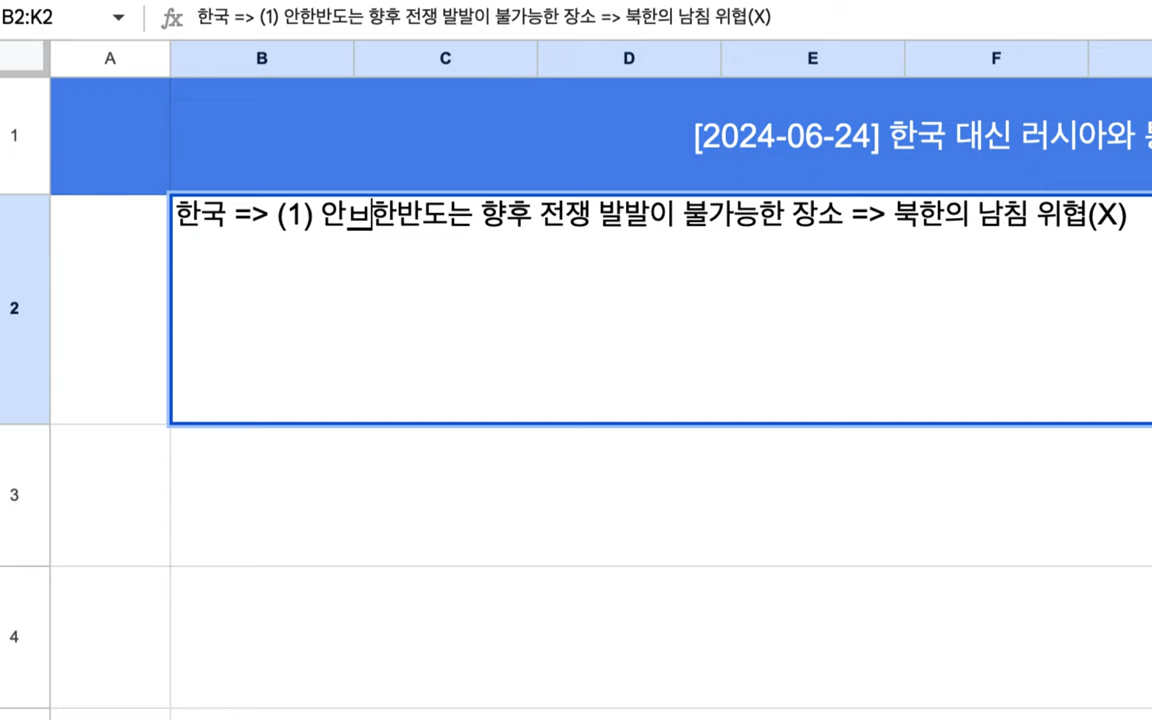 B2:K2
fx 한국 => (1) 안한반도는 향후 전쟁 발발이 불가능한 장소 => 북한의 남침 위협(X)
A B C D E F
1 [2024-06-24] 한국 대신 러시아와
2 한국 => (1) 안ㅂ한반도는 향후 전쟁 발발이 불가능한 장소 => 북한의 남침 위협(X)
3
4